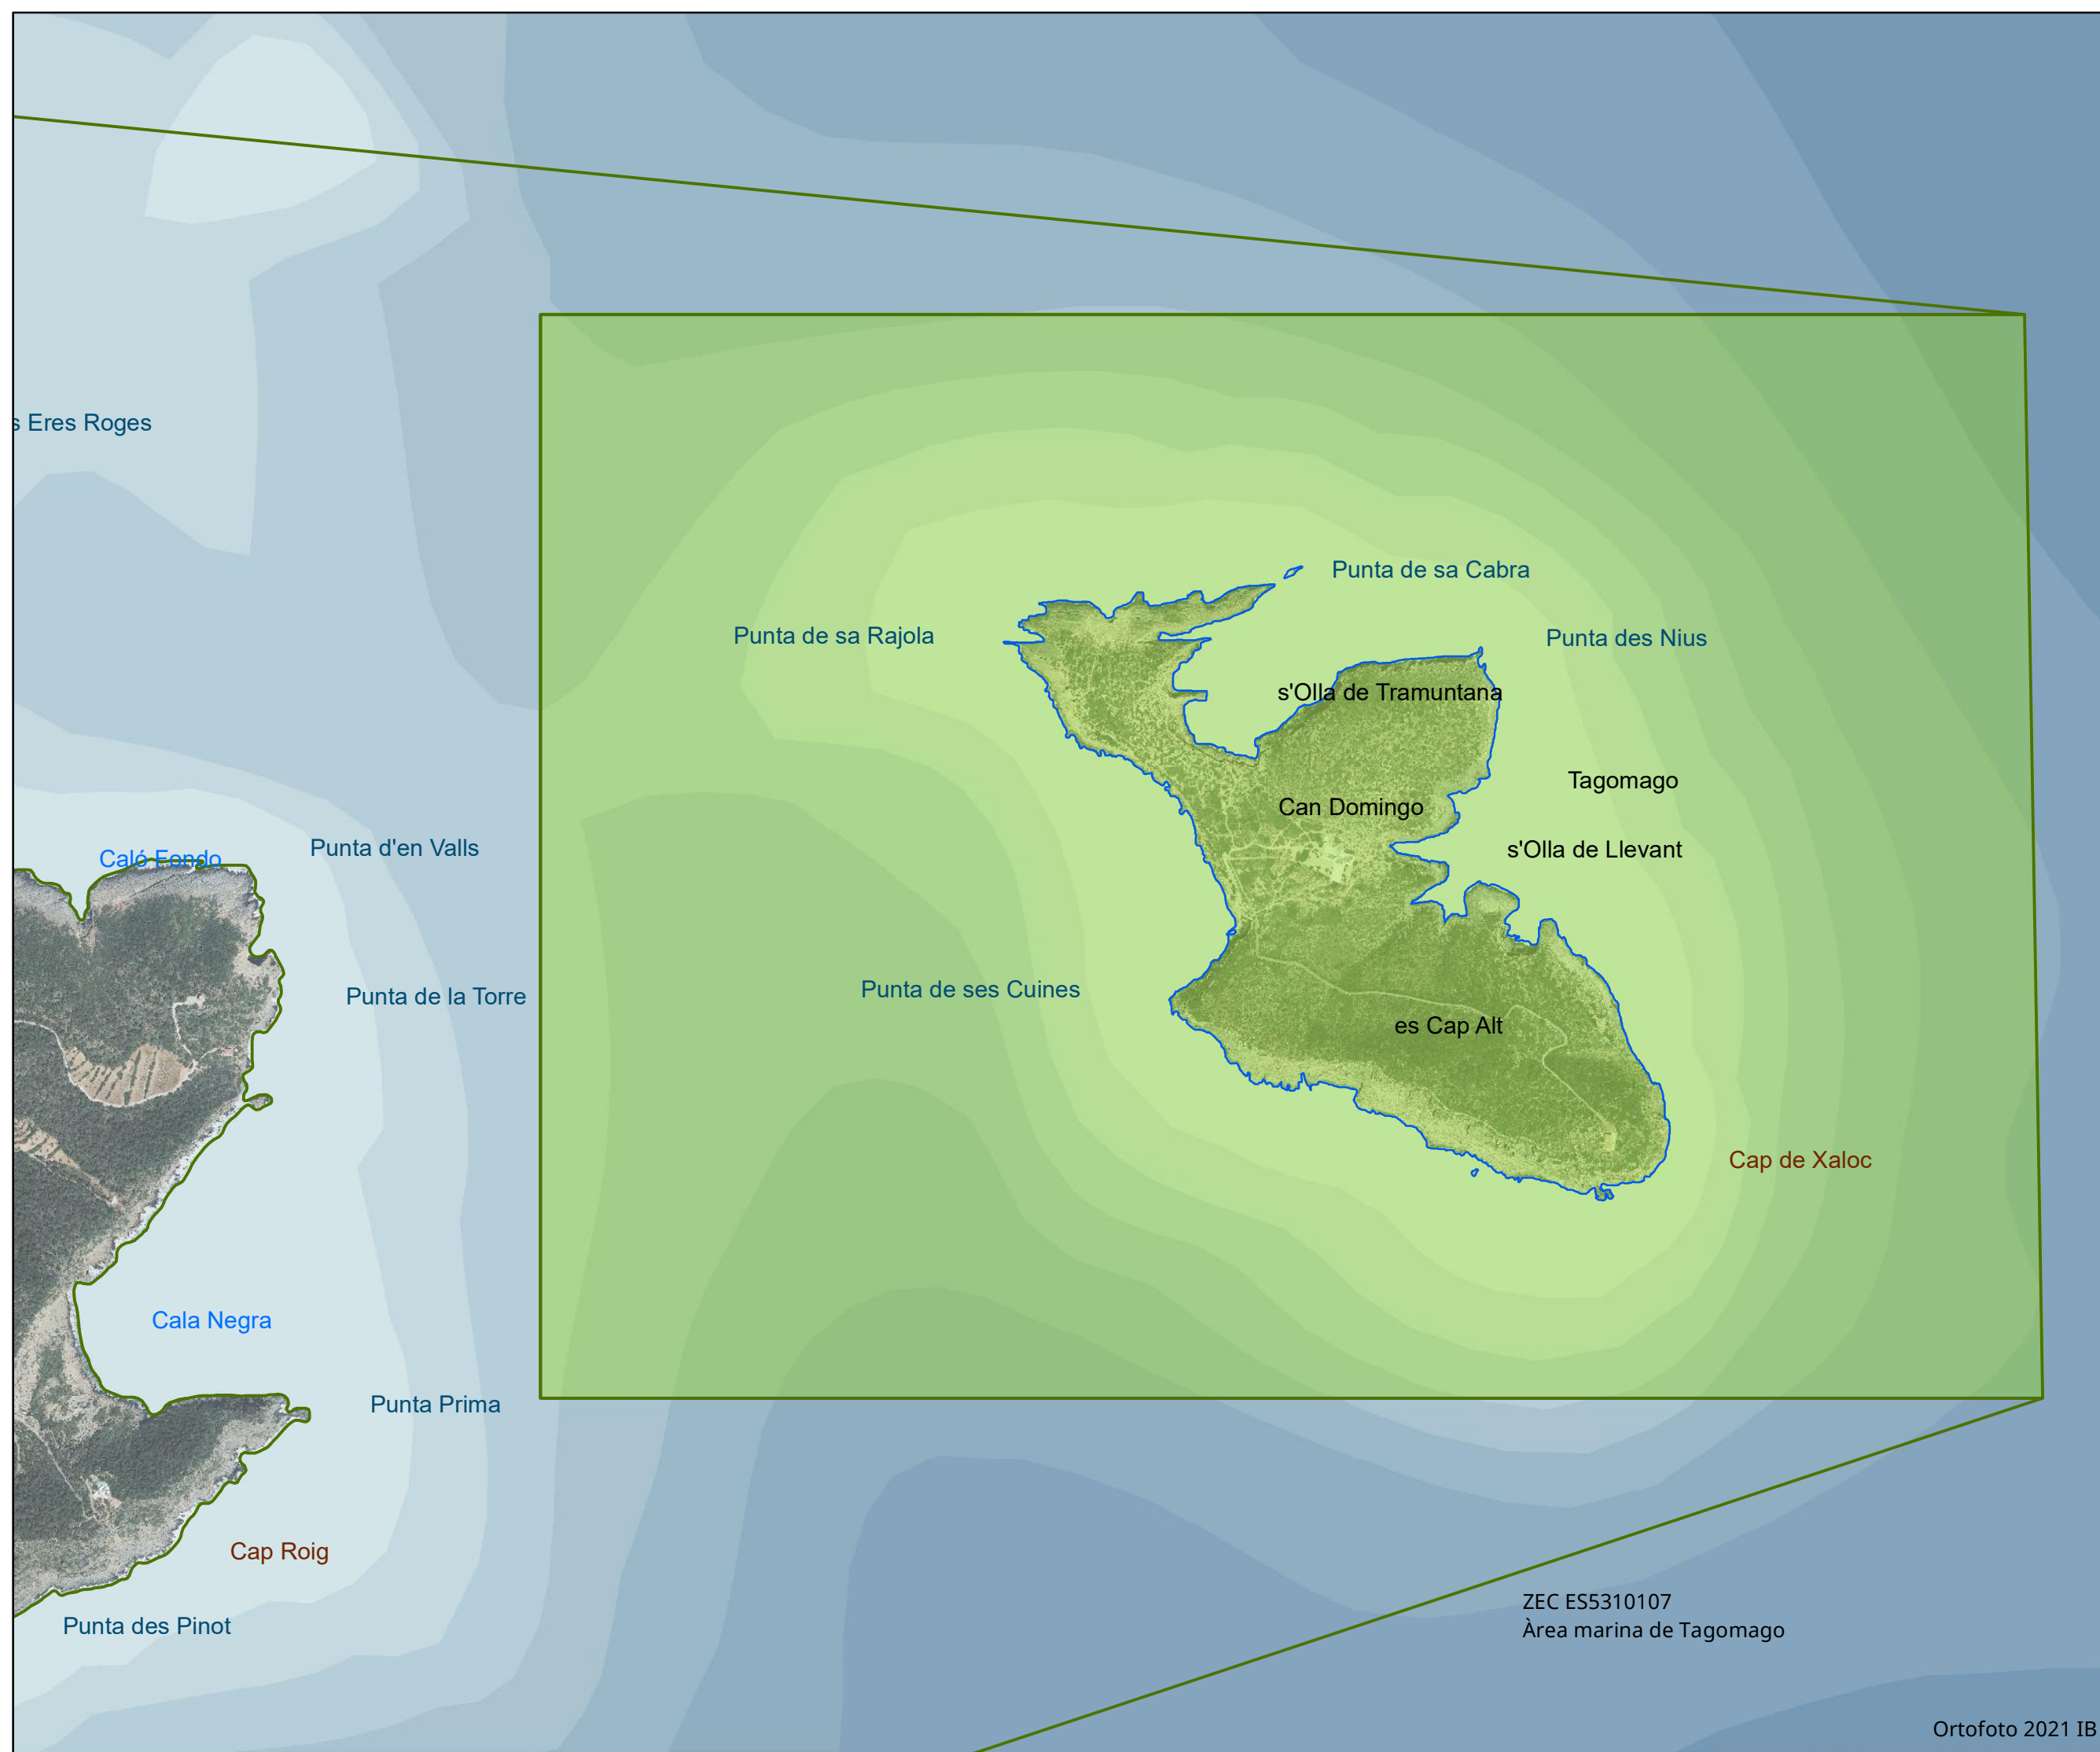 s Eres Roges
Punta de sa Cabra
Punta de sa Rajola
Punta des Nius
s'Olla de Tramuntana
Tagomago
Can Domingo
Punta d'en Valls
s'Olla de Llevant
Caló Fondo
Punta de ses Cuines
Punta de la Torre
es Cap Alt
Cap de Xaloc
Cala Negra
Punta Prima
Cap Roig
ZEC ES5310107
Àrea marina de Tagomago
Punta des Pinot
Ortofoto 2021 IB